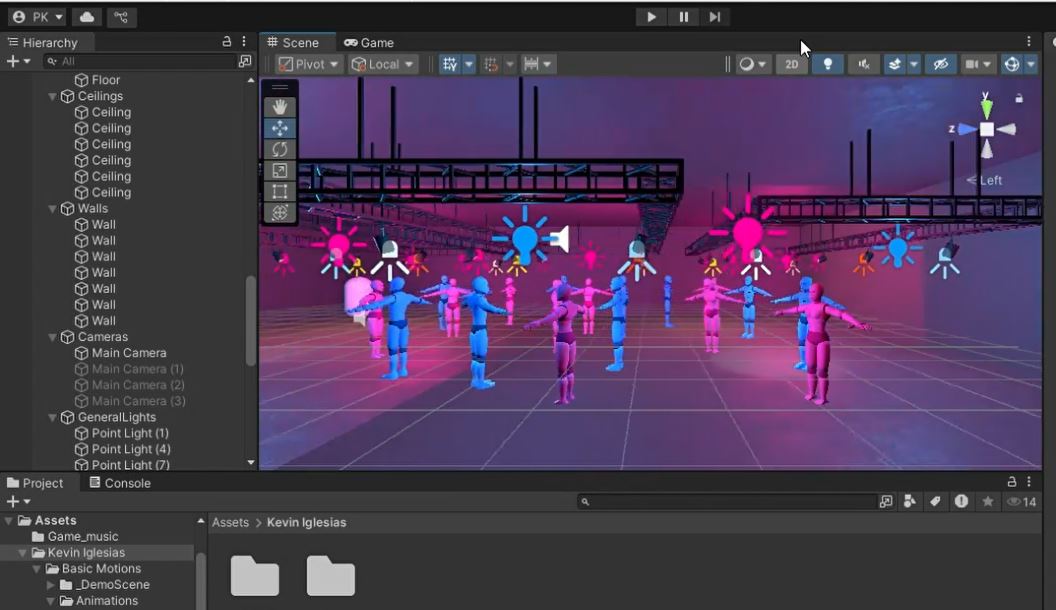 PK
Hierarchy
Scene
Game
All
Pivot
Local
2D
Floor
Ceilings
Ceiling
Ceiling
Ceiling
Ceiling
Ceiling
Ceiling
Walls
Wall
Wall
Wall
Wall
Wall
Wall
Wall
Cameras
Main Camera
Main Camera (1)
Main Camera (2)
Main Camera (3)
GeneralLights
Point Light (1)
Point Light (4)
Point Light (7)
y
z
Left
Project
Console
14
Assets
Game_music
Kevin Iglesias
Basic Motions
_DemoScene
Animations
Assets > Kevin Iglesias